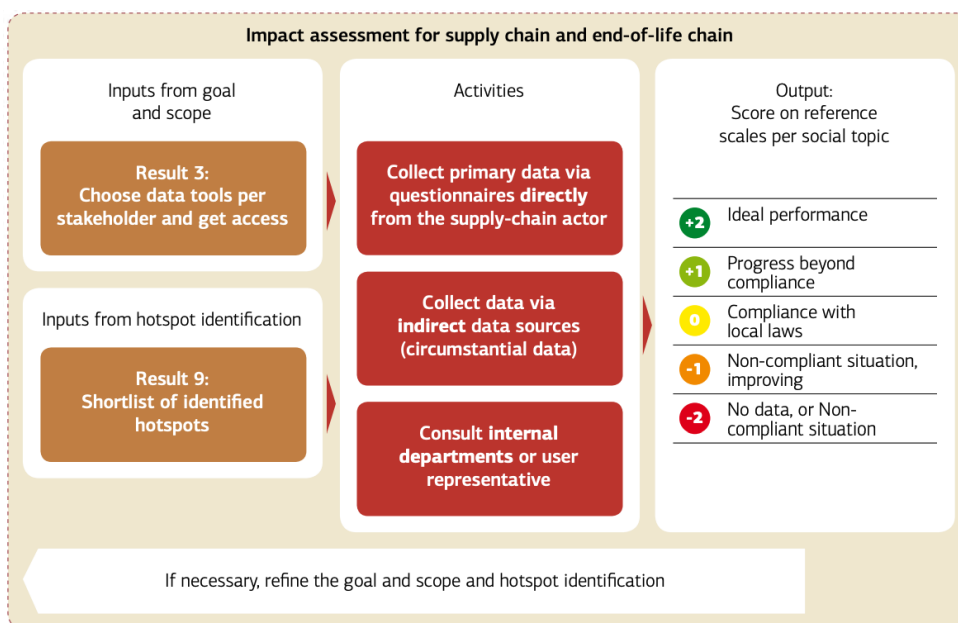 Impact assessment for supply chain and end-of-life chain
Inputs from goal
and scope
Result 3:
Choose data tools per
stakeholder and get access
Inputs from hotspot identification
Result 9:
Shortlist of identified
hotspots
Activities
Collect primary data via
questionnaires directly
from the supply-chain actor
Collect data via
indirect data sources
(circumstantial data)
Consult internal
departments or user
representative
Output:
Score on reference
scales per social topic
+2 Ideal performance
+1 Progress beyond
compliance
0 Compliance with
local laws
-1 Non-compliant situation,
improving
-2 No data, or Non-
compliant situation
If necessary, refine the goal and scope and hotspot identification